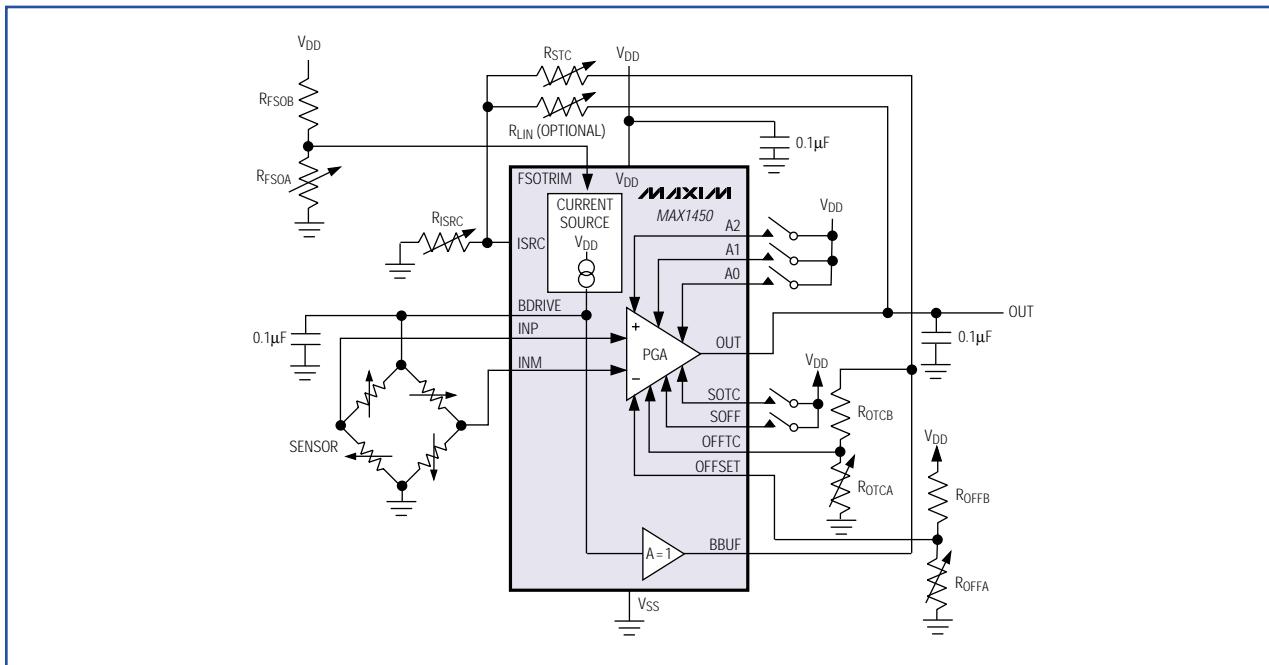 VDD
RSTC
VDD
RFSOB
RLIN (OPTIONAL)
0.1µF
RFSOA
FSOTRIM
VDD
MAXIM
MAX1450
CURRENT
SOURCE
VDD
RISRC
ISRC
A2
A1
A0
VDD
BDRIVE
INP
INM
0.1µF
+
PGA
−
OUT
OUT
0.1µF
VDD
SOTC
SOFF
OFFTC
OFFSET
ROTCB
ROTCA
VDD
ROFFB
ROFFA
SENSOR
A = 1
BBUF
VSS